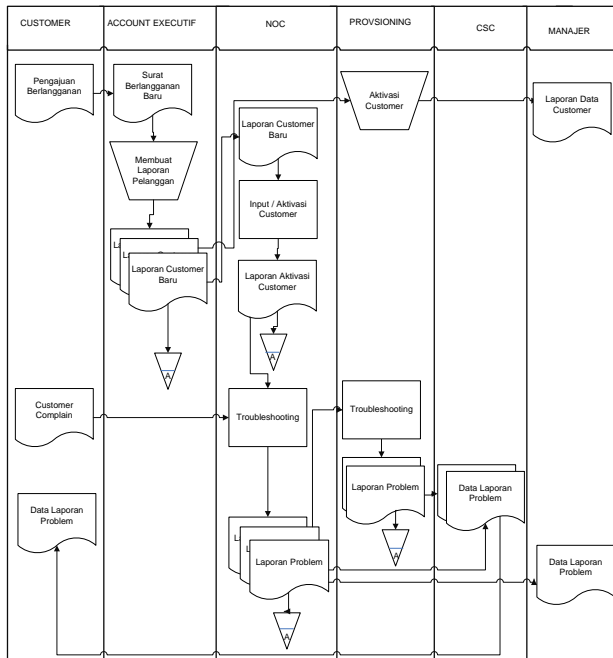 CUSTOMER
ACCOUNT EXECUTIF
NOC
PROVSIONING
CSC
MANAJER
Pengajuan
Berlangganan
Surat
Berlangganan
Baru
Aktivasi
Customer
Laporan Data
Customer
Laporan Customer
Baru
Membuat
Laporan
Pelanggan
Input / Aktivasi
Customer
Laporan Customer
Baru
Laporan Aktivasi
Customer
A
A
Customer
Complain
Troubleshooting
Troubleshooting
Laporan Problem
Data Laporan
Problem
Data Laporan
Problem
A
Laporan Problem
Data Laporan
Problem
A